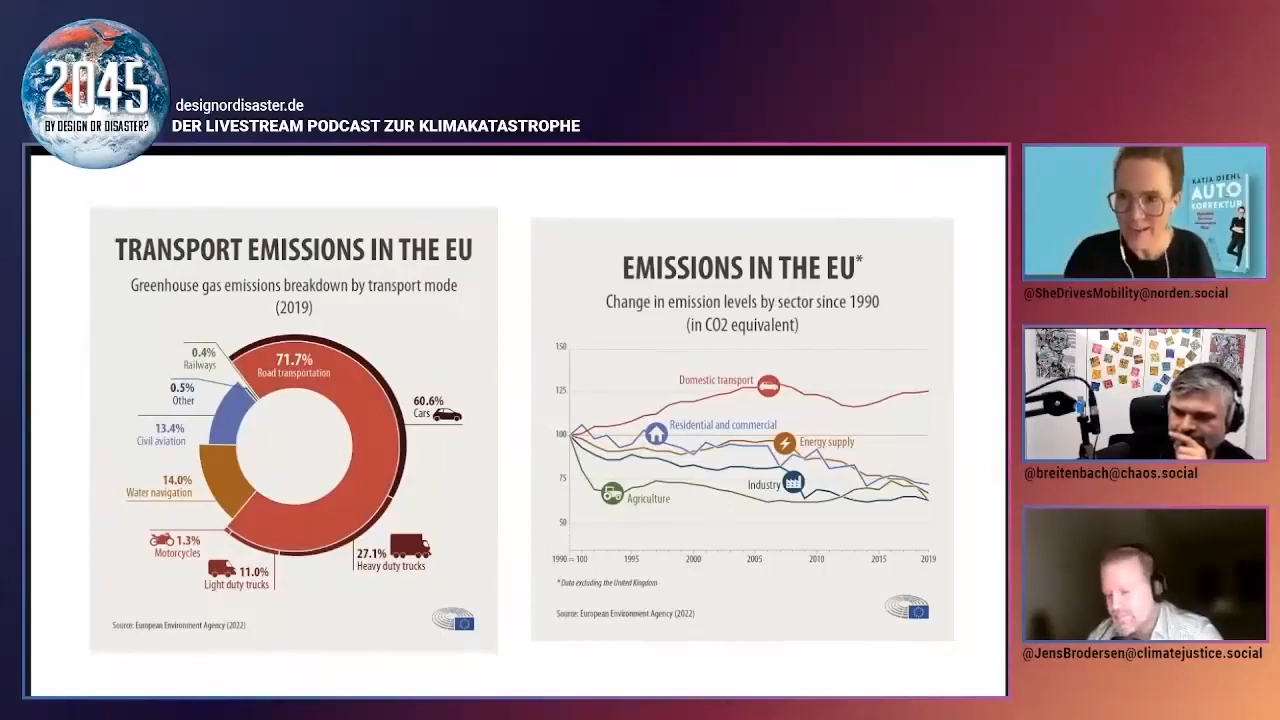 2045
BY DESIGN OR DISASTER?
designordisaster.de
DER LIVESTREAM PODCAST ZUR KLIMAKATASTROPHE
TRANSPORT EMISSIONS IN THE EU
Greenhouse gas emissions breakdown by transport mode
(2019)
0.4%
Railways
71.7%
Road transportation
0.5%
Other
60.6%
Cars
13.4%
Civil aviation
14.0%
Water navigation
1.3%
Motorcycles
11.0%
Light duty trucks
27.1%
Heavy duty trucks
Source: European Environment Agency (2022)
EMISSIONS IN THE EU*
Change in emission levels by sector since 1990
(in CO2 equivalent)
150
125
100
75
50
Domestic transport
Residential and commercial
Energy supply
Industry
Agriculture
1990 = 100
1995
2000
2005
2010
2015
2019
* Data excluding the United Kingdom
Source: European Environment Agency (2022)
KATJA DIEHL
AUTO
KORREKTUR
@SheDrivesMobility@norden.social
@breitenbach@chaos.social
@JensBrodersen@climatejustice.social